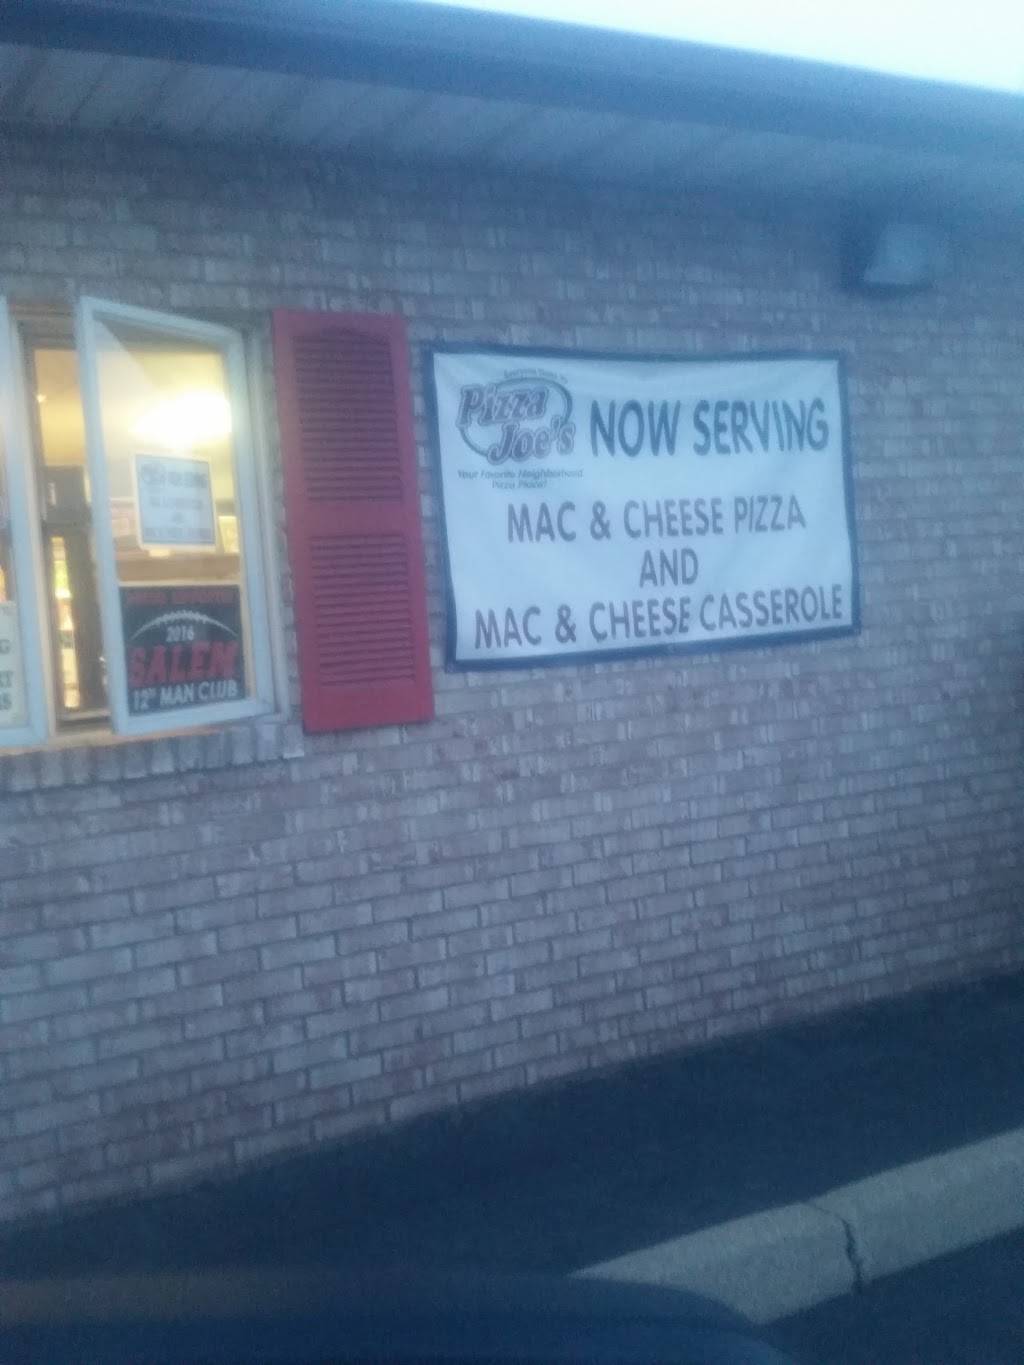 Pizza
Joe's
Your Favorite Neighborhood
Pizza Place!
NOW SERVING
MAC & CHEESE PIZZA
AND
MAC & CHEESE CASSEROLE
2016
SALEM
12th MAN CLUB